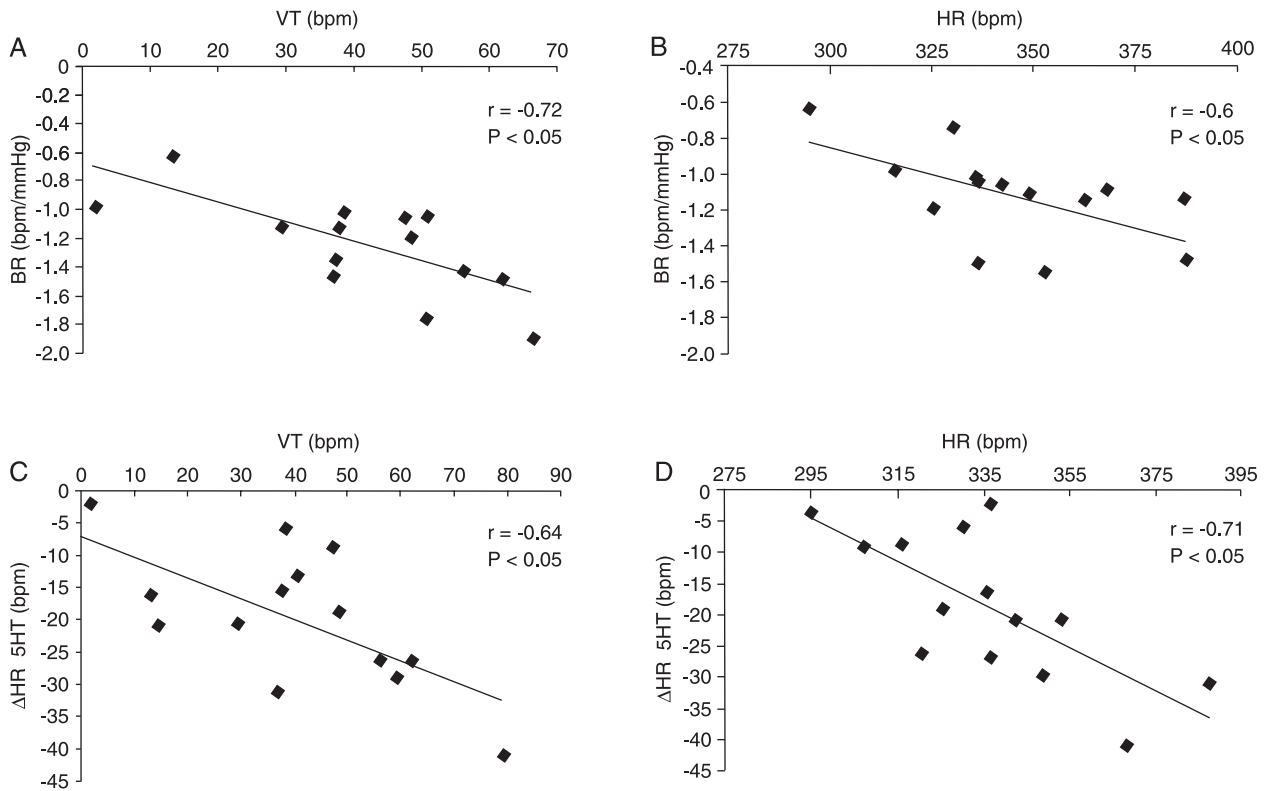 VT (bpm)
A
0 10 20 30 40 50 60 70
0
-0.2
-0.4
-0.6
-0.8
-1.0
-1.2
-1.4
-1.6
-1.8
-2.0
BR (bpm/mmHg)
r = -0.72
P < 0.05
HR (bpm)
B
275 300 325 350 375 400
-0.4
-0.6
-0.8
-1.0
-1.2
-1.4
-1.6
-1.8
-2.0
BR (bpm/mmHg)
r = -0.6
P < 0.05
VT (bpm)
C
0 10 20 30 40 50 60 70 80 90
0
-5
-10
-15
-20
-25
-30
-35
-40
-45
ΔHR 5HT (bpm)
r = -0.64
P < 0.05
HR (bpm)
D
275 295 315 335 355 375 395
0
-5
-10
-15
-20
-25
-30
-35
-40
-45
ΔHR 5HT (bpm)
r = -0.71
P < 0.05